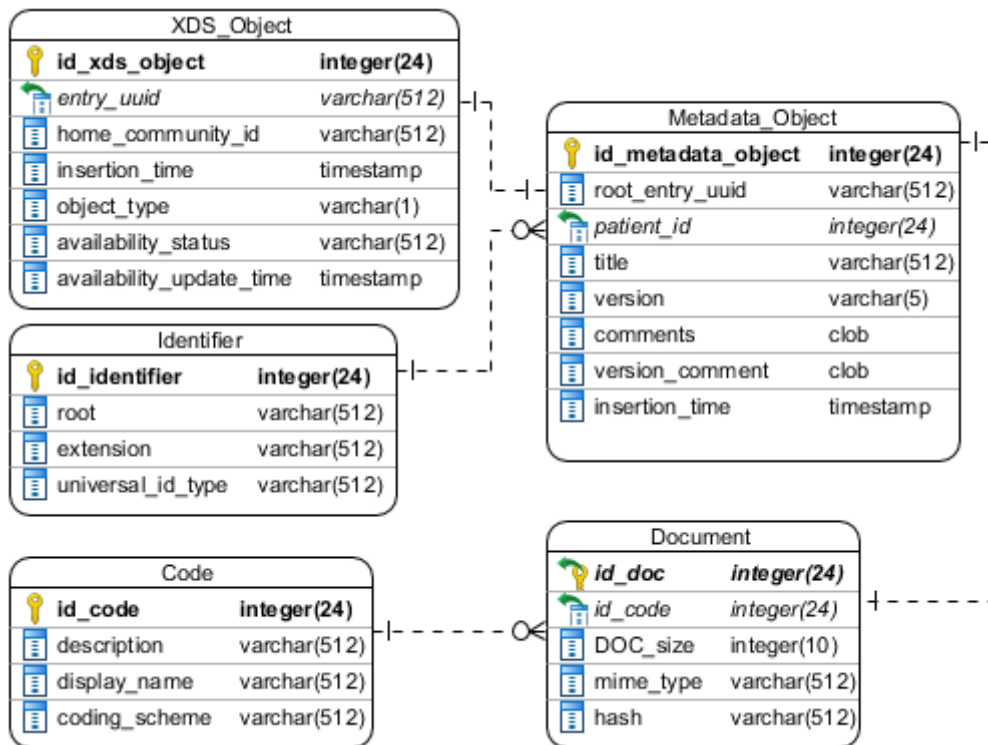 XDS_Object
id_xds_object integer(24)
entry_uuid varchar(512)
home_community_id varchar(512)
insertion_time timestamp
object_type varchar(1)
availability_status varchar(512)
availability_update_time timestamp
Metadata_Object
id_metadata_object integer(24)
root_entry_uuid varchar(512)
patient_id integer(24)
title varchar(512)
version varchar(5)
comments clob
version_comment clob
insertion_time timestamp
Identifier
id_identifier integer(24)
root varchar(512)
extension varchar(512)
universal_id_type varchar(512)
Code
id_code integer(24)
description varchar(512)
display_name varchar(512)
coding_scheme varchar(512)
Document
id_doc integer(24)
id_code integer(24)
DOC_size integer(10)
mime_type varchar(512)
hash varchar(512)